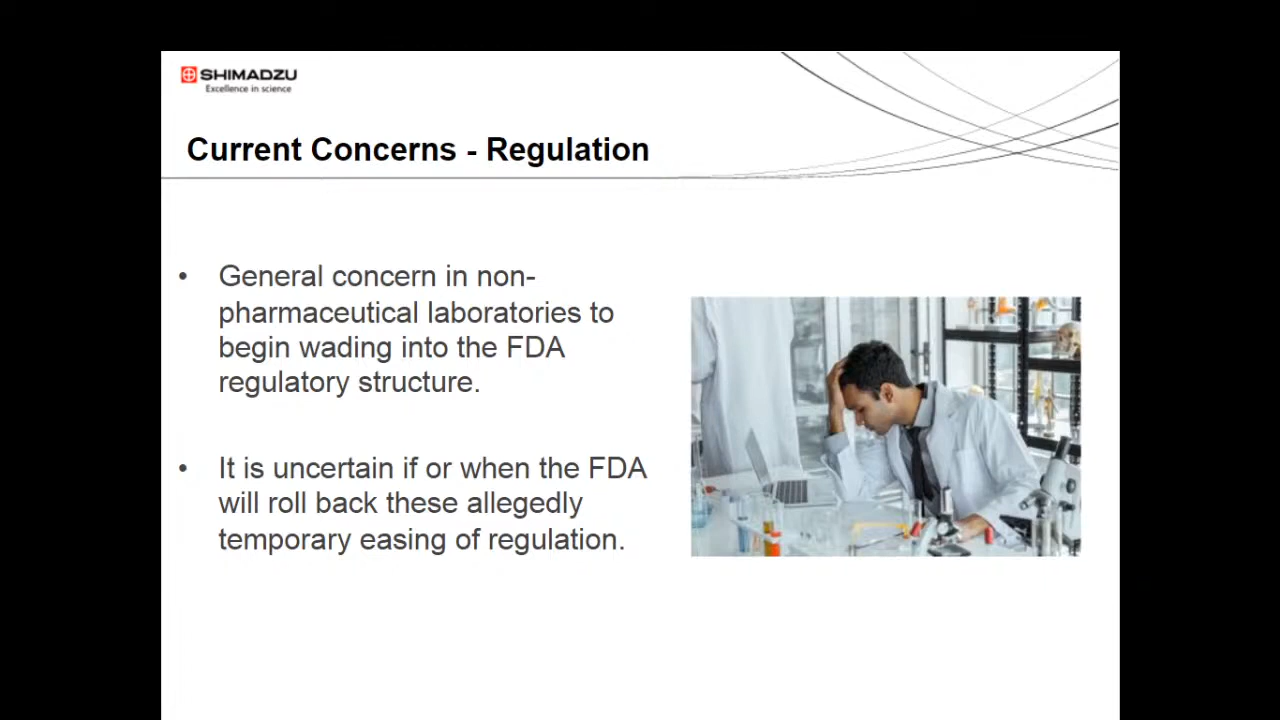 SHIMADZU
Excellence in science
Current Concerns - Regulation
• General concern in non-
pharmaceutical laboratories to
begin wading into the FDA
regulatory structure.
• It is uncertain if or when the FDA
will roll back these allegedly
temporary easing of regulation.